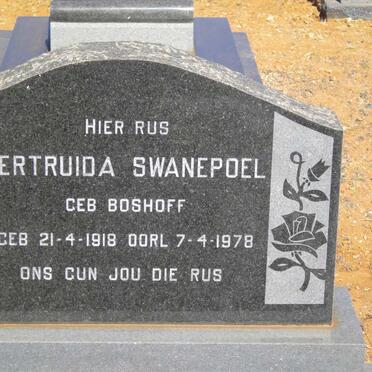 HIER RUS
ERTRUIDA SWANEPOEL
GEB BOSHOFF
GEB 21-4-1918 OORL 7-4-1978
ONS GUN JOU DIE RUS